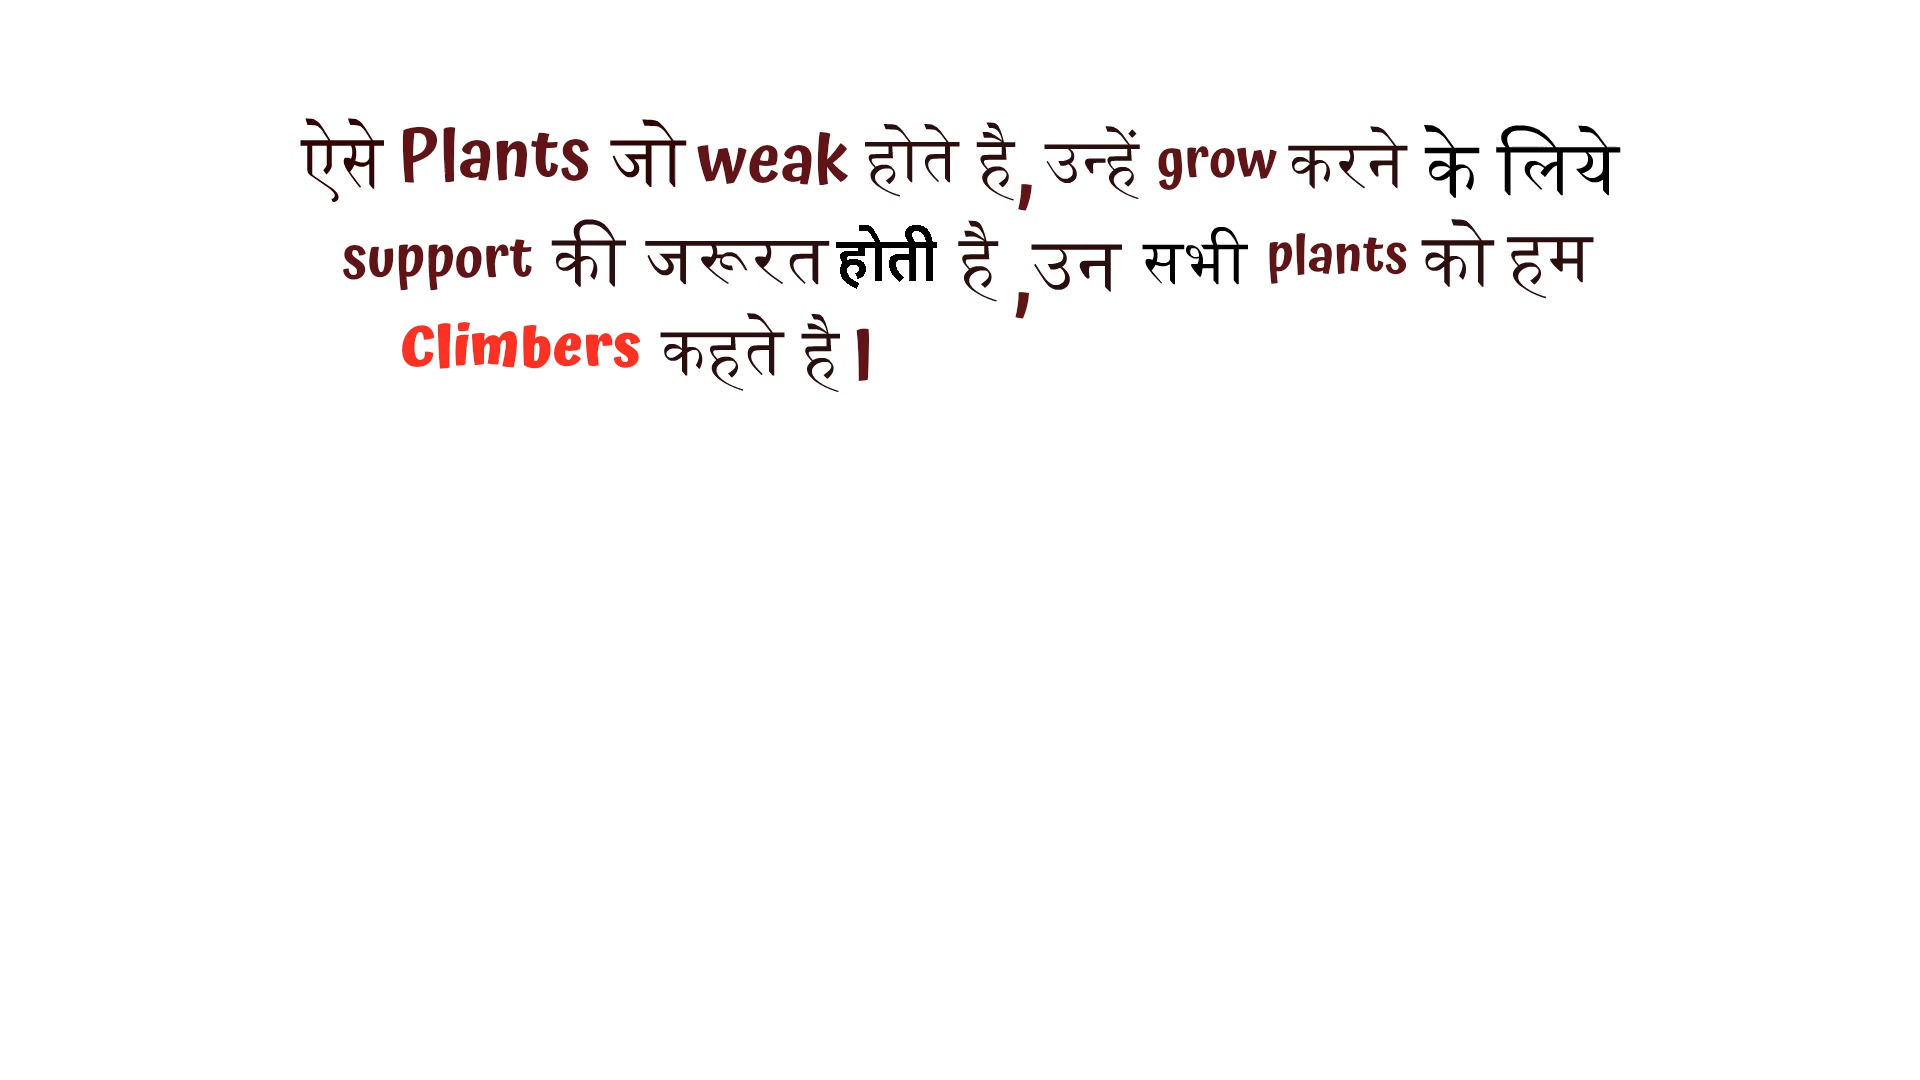 ऐसे Plants जो weak होते है, उन्हें grow करने के लिये
support की जरूरत होती है ,उन सभी plants को हम
Climbers कहते है।